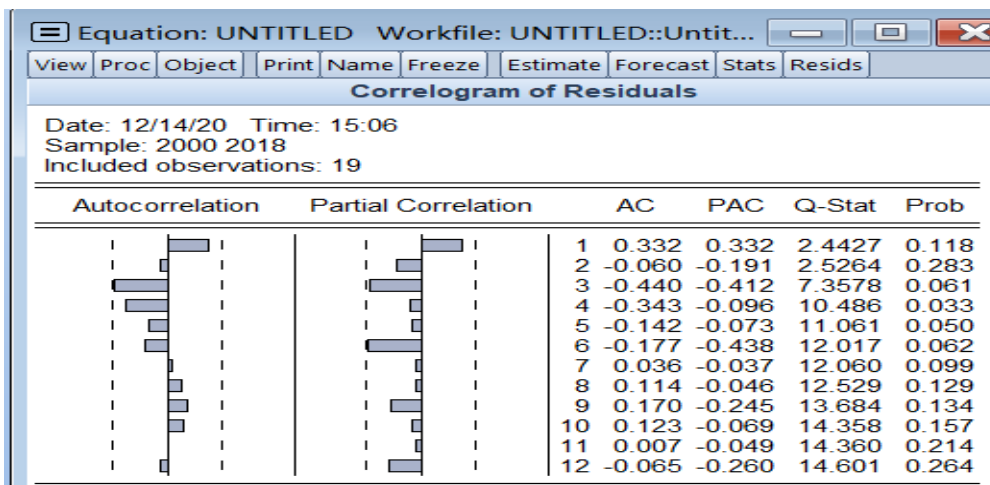 Equation: UNTITLED Workfile: UNTITLED::Untit...
View Proc Object Print Name Freeze Estimate Forecast Stats Resids
Correlogram of Residuals
Date: 12/14/20 Time: 15:06
Sample: 2000 2018
Included observations: 19
Autocorrelation Partial Correlation AC PAC Q-Stat Prob
1 0.332 0.332 2.4427 0.118
2 -0.060 -0.191 2.5264 0.283
3 -0.440 -0.412 7.3578 0.061
4 -0.343 -0.096 10.486 0.033
5 -0.142 -0.073 11.061 0.050
6 -0.177 -0.438 12.017 0.062
7 0.036 -0.037 12.060 0.099
8 0.114 -0.046 12.529 0.129
9 0.170 -0.245 13.684 0.134
10 0.123 -0.069 14.358 0.157
11 0.007 -0.049 14.360 0.214
12 -0.065 -0.260 14.601 0.264